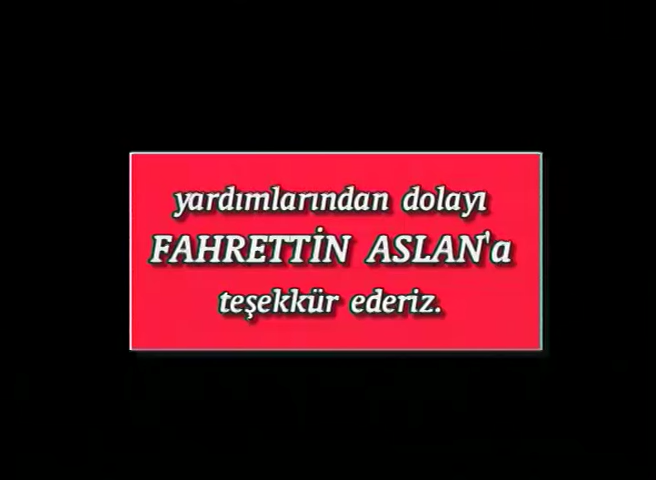 yardımlarından dolayı
FAHRETTİN ASLAN'a
teşekkür ederiz.